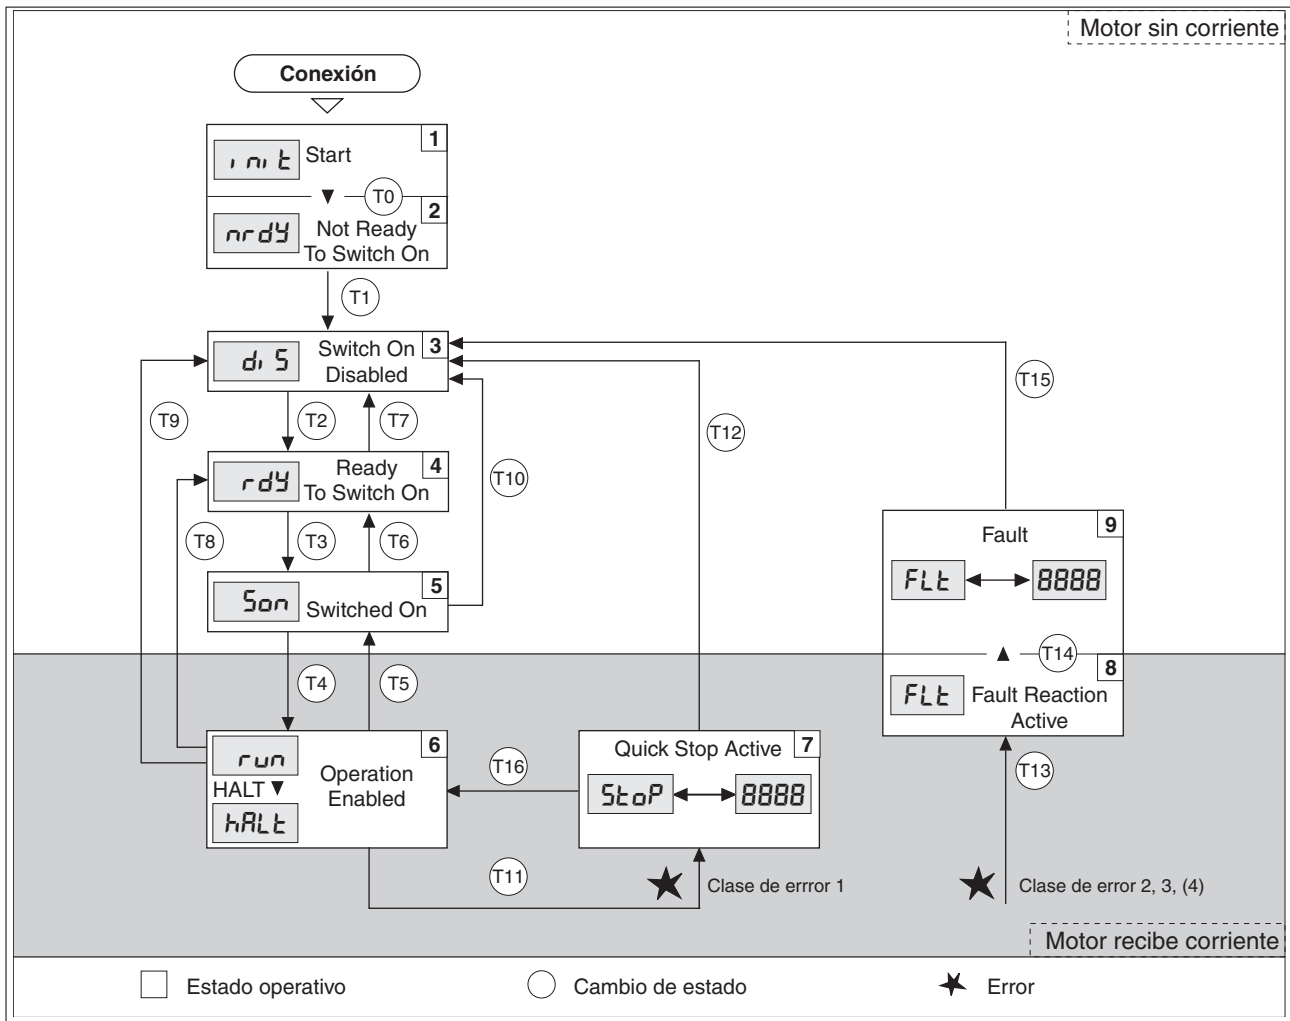 Motor sin corriente
Conexión
1
init Start
T0
2
nrdy Not Ready
To Switch On
T1
diS Switch On 3
Disabled
T15
T9 T2 T7
T12
rdy Ready 4
To Switch On
T10
T8 T3 T6
9
Fault
FLt 8888
Son Switched On 5
T14
8
FLt Fault Reaction
Active
T4 T5
run 6
HALT Operation
Enabled
hALt
T16
Quick Stop Active 7
StoP 8888
T13
T11
Clase de errror 1
Clase de error 2, 3, (4)
Motor recibe corriente
Estado operativo
Cambio de estado
Error